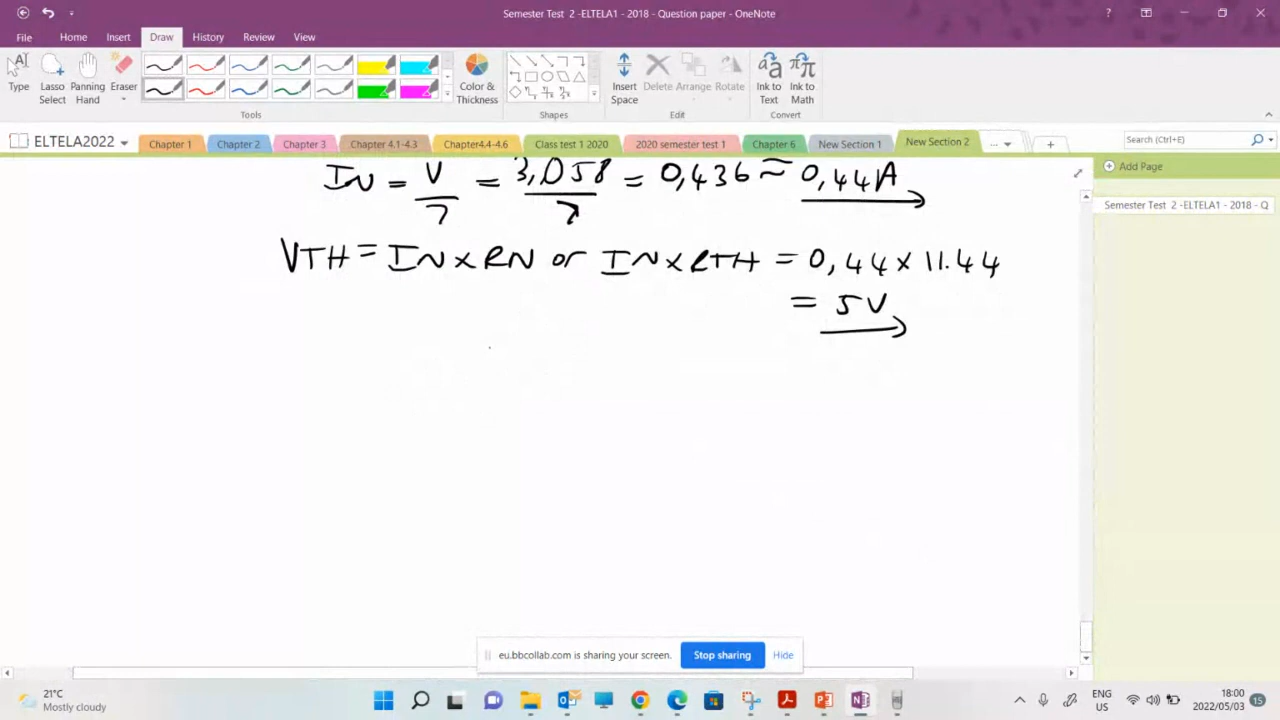 Semester Test 2 -ELTELA1 - 2018 - Question paper - OneNote
File Home Insert Draw History Review View
Type Lasso Select Panning Hand Eraser Color & Thickness Insert Space Delete Arrange Rotate Ink to Text Ink to Math
Tools Shapes Edit Convert
ELTELA2022 Chapter 1 Chapter 2 Chapter 3 Chapter 4.1-4.3 Chapter4.4-4.6 Class test 1 2020 2020 semester test 1 Chapter 6 New Section 1 New Section 2 ... + Search (Ctrl+E)
Add Page
Semester Test 2 -ELTELA1 - 2018 - Q
IN = V/7 = 3,058/7 = 0,436 ≈ 0,44A
VTH = IN × RN or IN × RTH = 0,44 × 11.44
= 5V
eu.bbcollab.com is sharing your screen. Stop sharing Hide
21°C
Mostly cloudy
ENG
US
18:00
2022/05/03
15